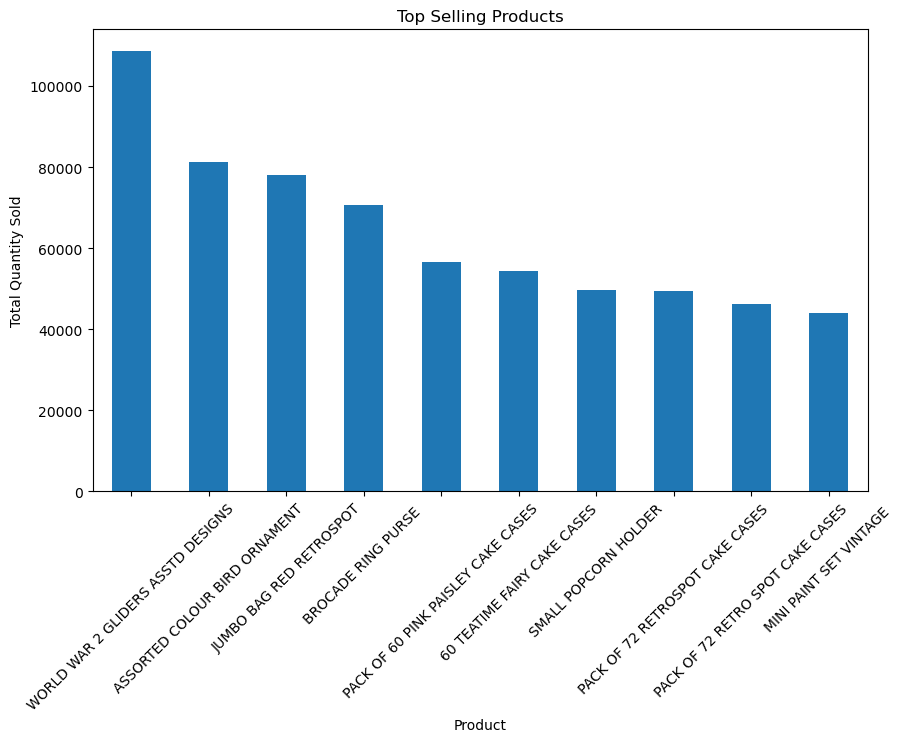 Top Selling Products
Total Quantity Sold
100000
80000
60000
40000
20000
0
WORLD WAR 2 GLIDERS ASSTD DESIGNS
ASSORTED COLOUR BIRD ORNAMENT
JUMBO BAG RED RETROSPOT
BROCADE RING PURSE
PACK OF 60 PINK PAISLEY CAKE CASES
60 TEATIME FAIRY CAKE CASES
SMALL POPCORN HOLDER
PACK OF 72 RETROSPOT CAKE CASES
PACK OF 72 RETRO SPOT CAKE CASES
MINI PAINT SET VINTAGE
Product